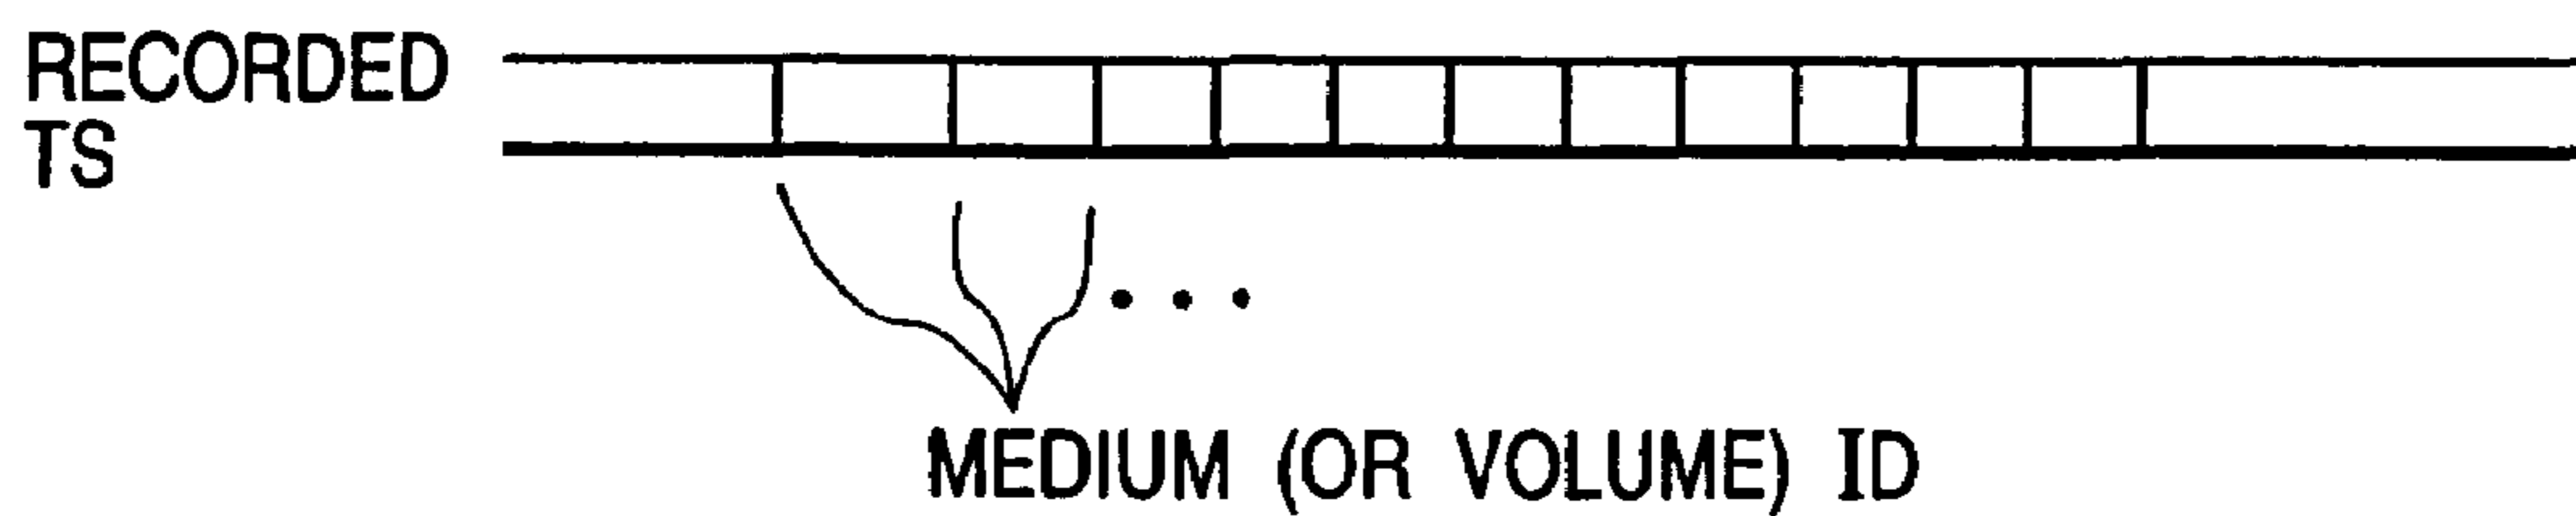 RECORDED
TS
• • •
MEDIUM (OR VOLUME) ID